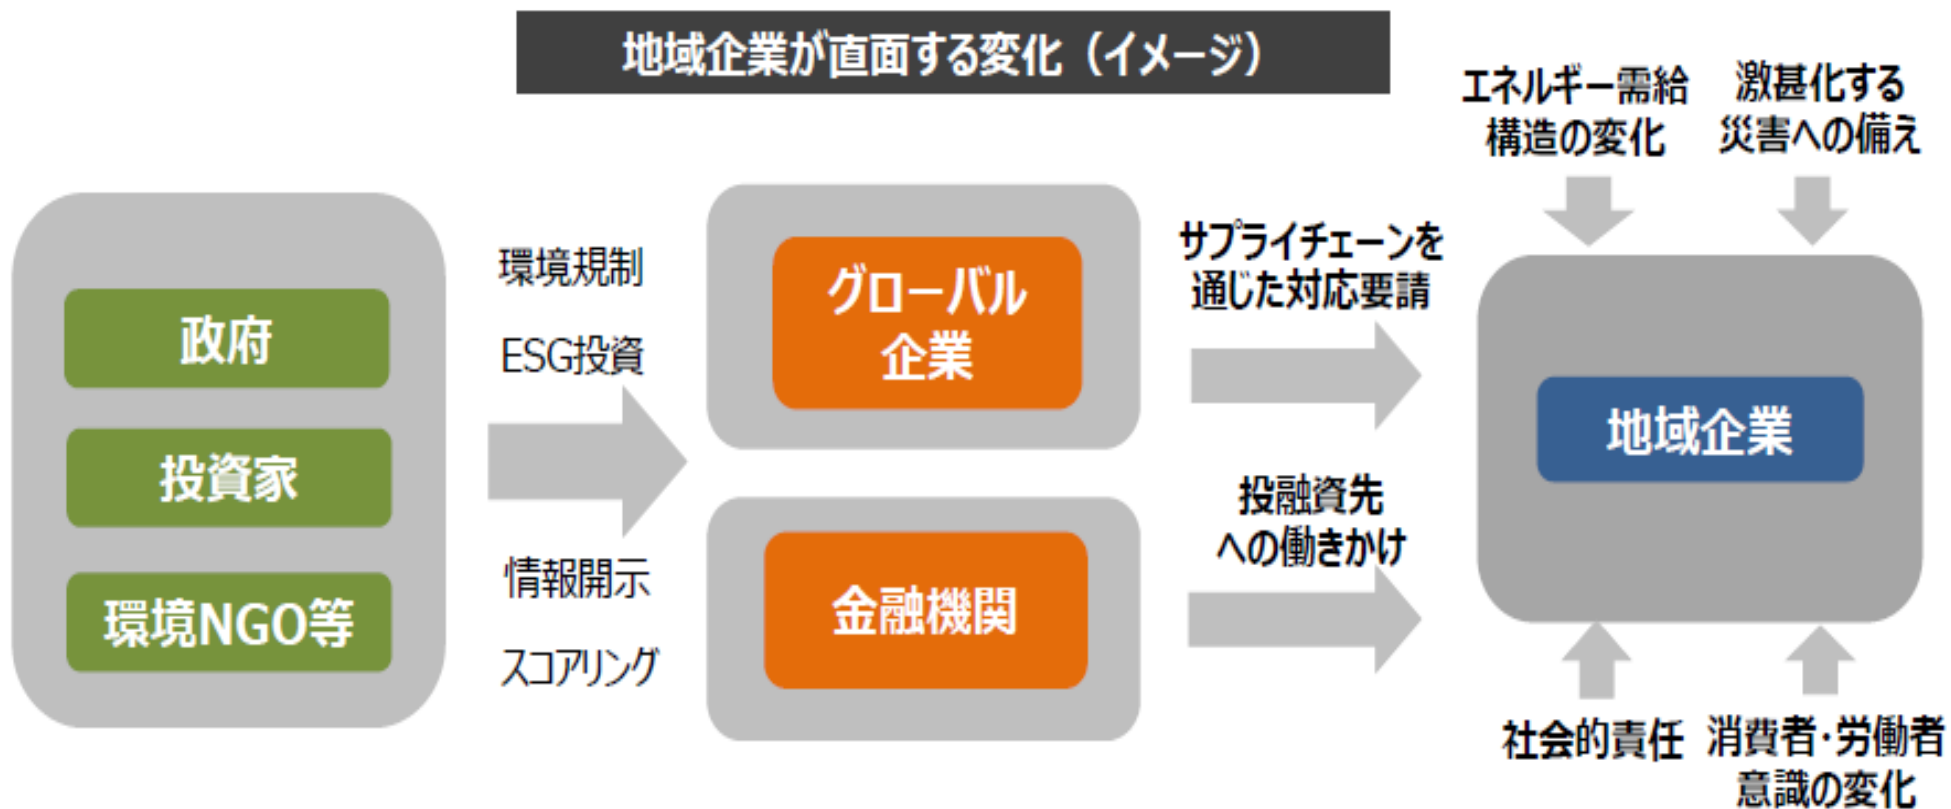 地域企業が直面する変化（イメージ）
政府
投資家
環境NGO等
環境規制
ESG投資
情報開示
スコアリング
グローバル
企業
金融機関
サプライチェーンを
通じた対応要請
投融資先
への働きかけ
エネルギー需給
構造の変化
激甚化する
災害への備え
地域企業
社会的責任
消費者・労働者
意識の変化